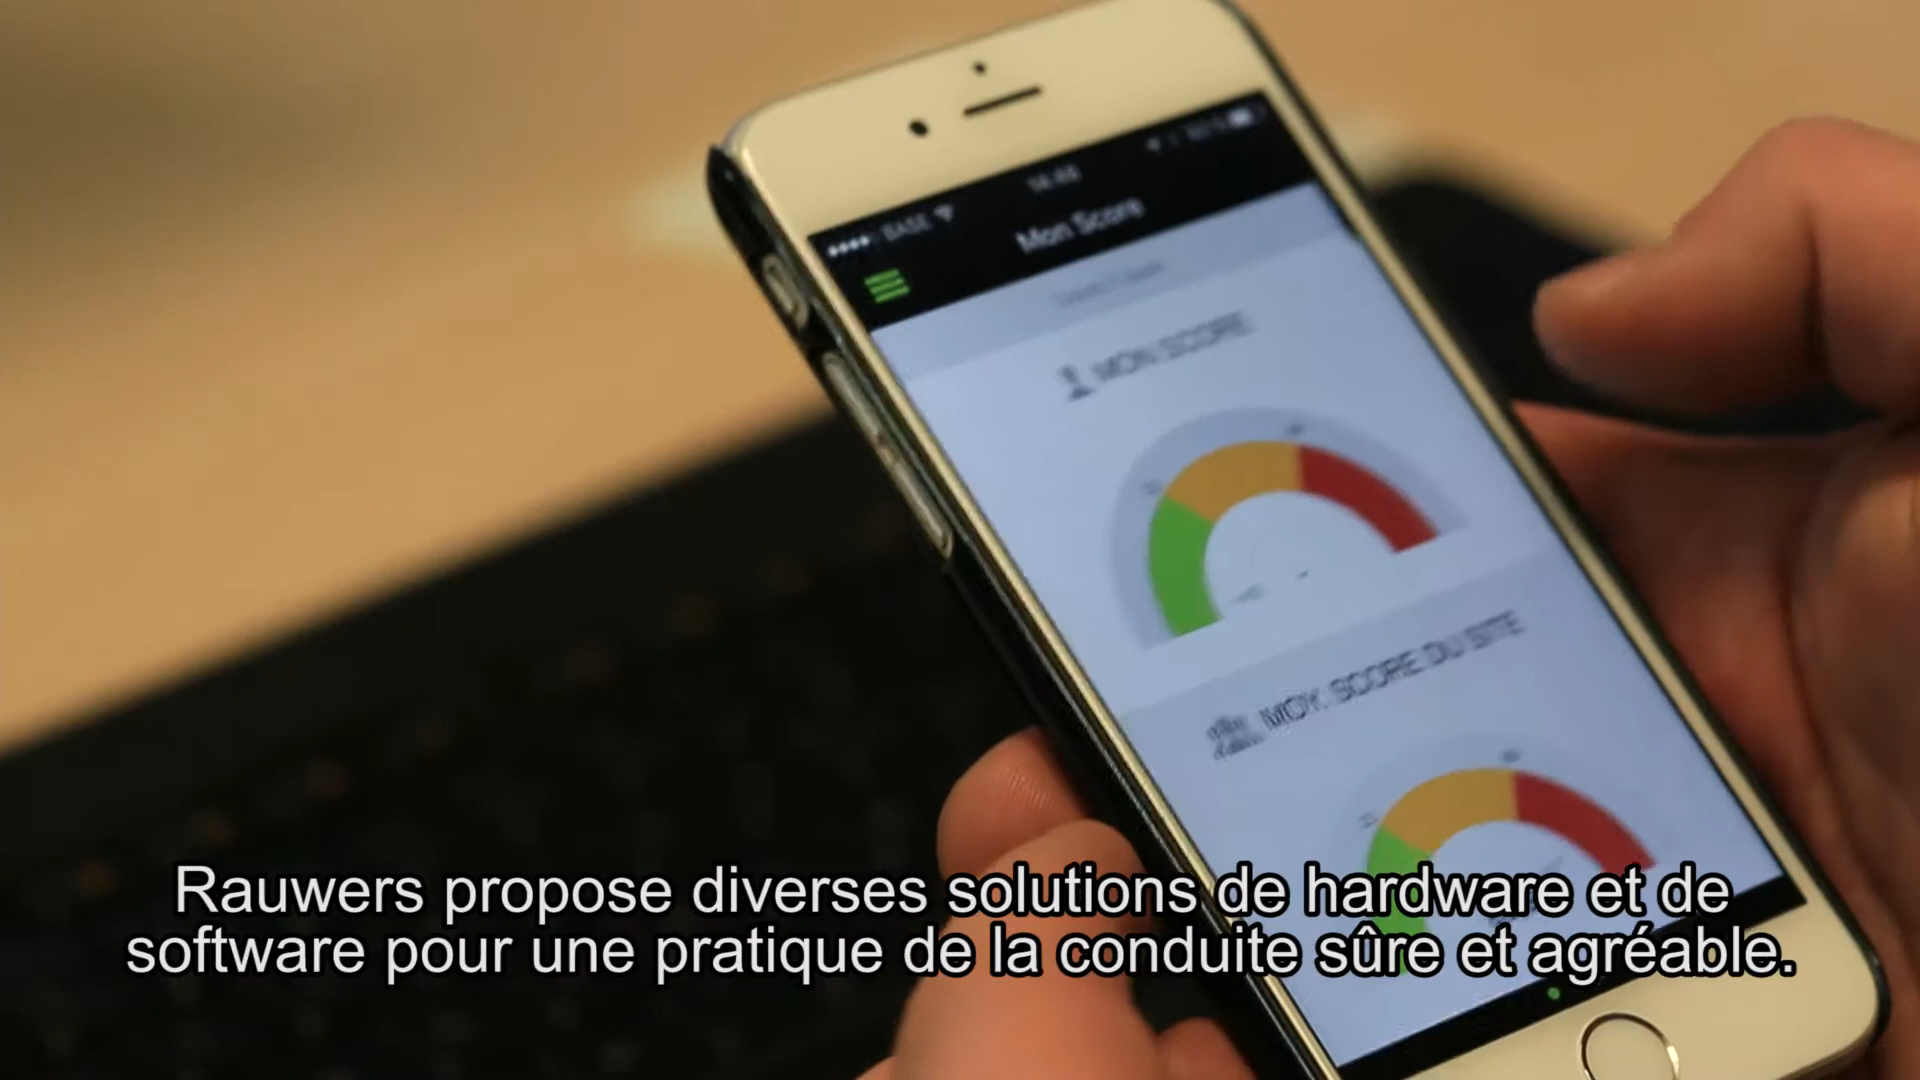 BASE
Mon Score
MON SCORE
MOY. SCORE DU SITE
Rauwers propose diverses solutions de hardware et de
software pour une pratique de la conduite sûre et agréable.